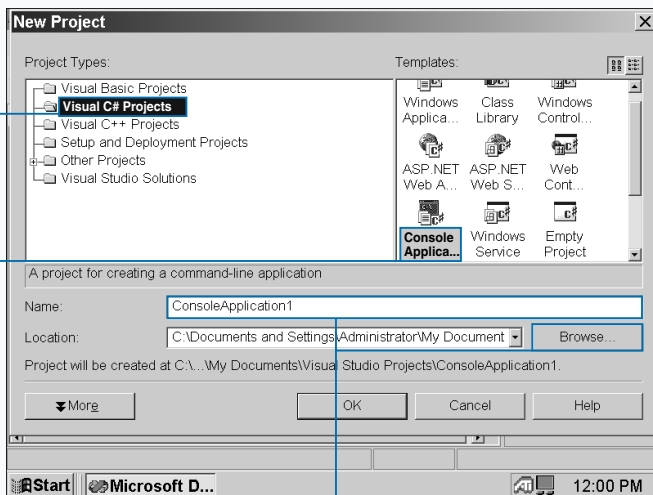 New Project
Project Types:
Templates:
Visual Basic Projects
Visual C# Projects
Visual C++ Projects
Setup and Deployment Projects
Other Projects
Visual Studio Solutions
Windows Applica...
Class Library
Windows Control...
ASP.NET Web A...
ASP.NET Web S...
Web Cont...
Console Applica...
Windows Service
Empty Project
A project for creating a command-line application
Name:
ConsoleApplication1
Location:
C:\Documents and Settings\Administrator\My Document
Browse...
Project will be created at C:\...\My Documents\Visual Studio Projects\ConsoleApplication1.
More
OK
Cancel
Help
Start
Microsoft D...
12:00 PM